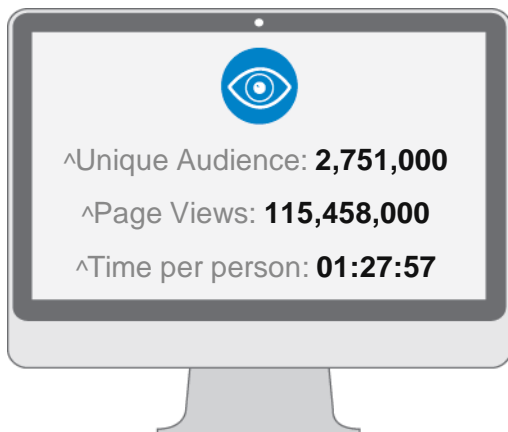 ^Unique Audience: 2,751,000
^Page Views: 115,458,000
^Time per person: 01:27:57